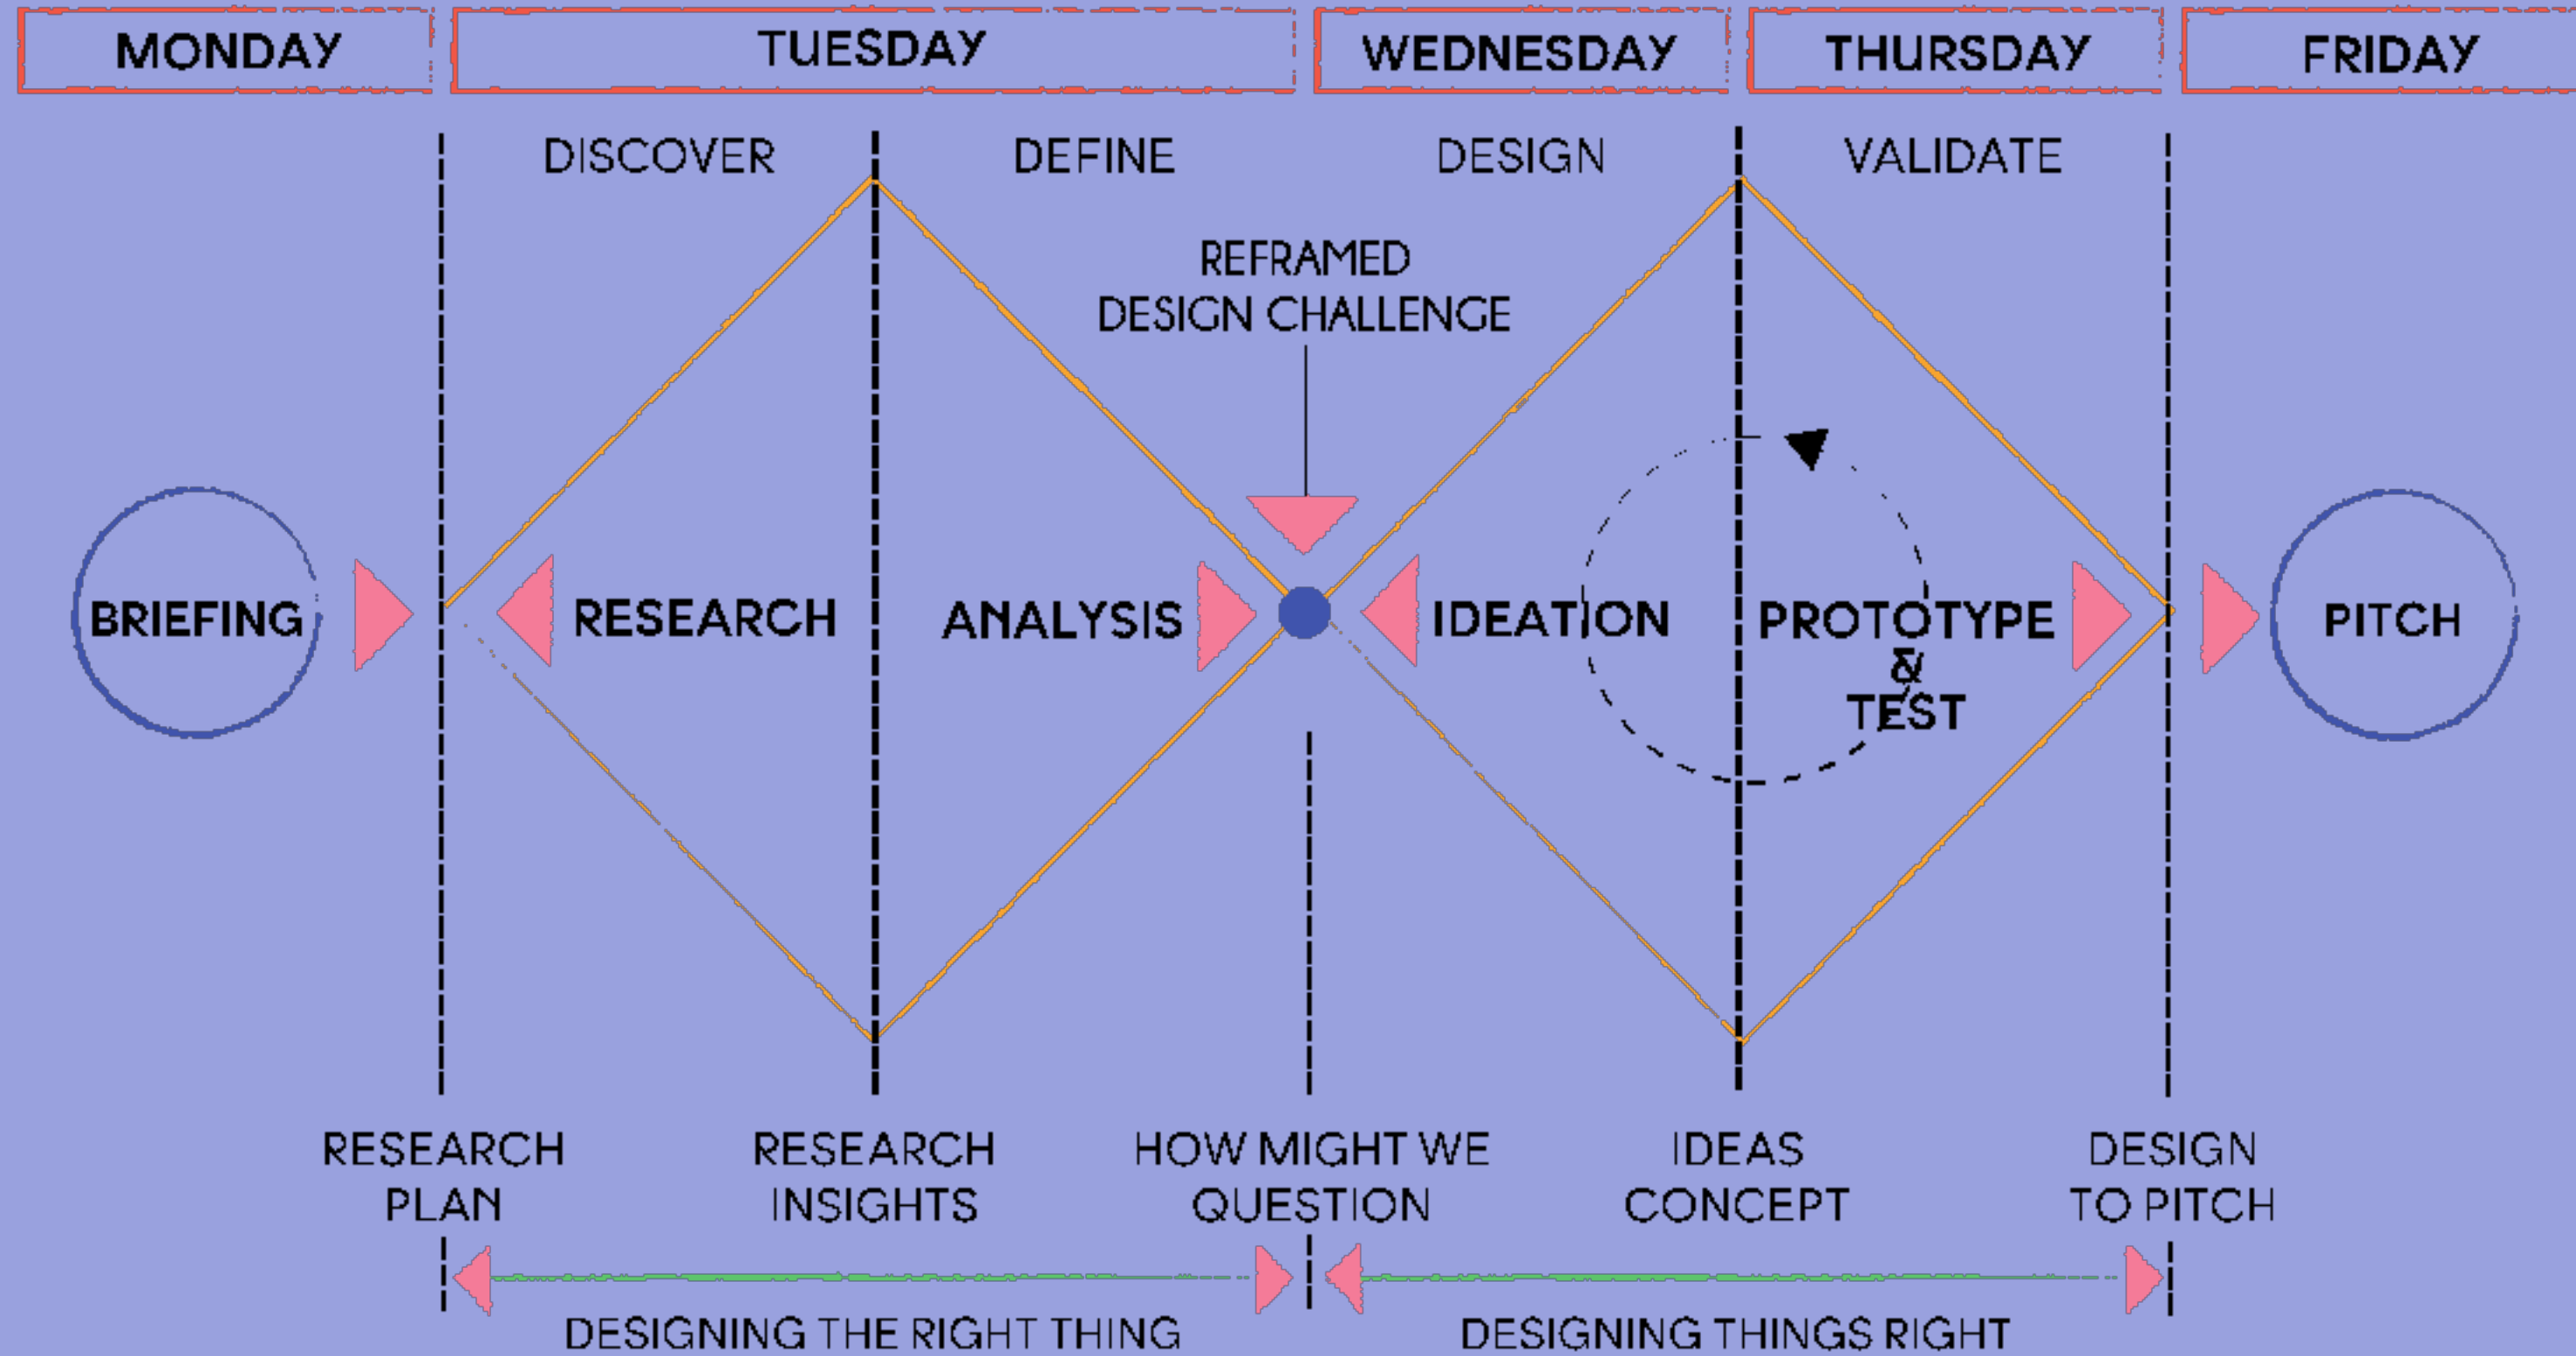 MONDAY
TUESDAY
WEDNESDAY
THURSDAY
FRIDAY
DISCOVER
DEFINE
DESIGN
VALIDATE
REFRAMED
DESIGN CHALLENGE
BRIEFING
RESEARCH
ANALYSIS
IDEATION
PROTOTYPE
&
TEST
PITCH
RESEARCH
PLAN
RESEARCH
INSIGHTS
HOW MIGHT WE
QUESTION
IDEAS
CONCEPT
DESIGN
TO PITCH
DESIGNING THE RIGHT THING
DESIGNING THINGS RIGHT